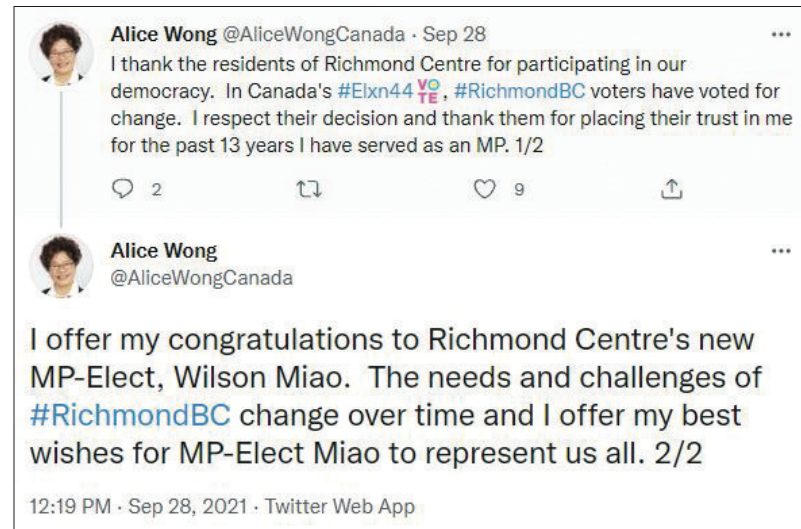 Alice Wong @AliceWongCanada · Sep 28
I thank the residents of Richmond Centre for participating in our
democracy. In Canada's #Elxn44 VOTE, #RichmondBC voters have voted for
change. I respect their decision and thank them for placing their trust in me
for the past 13 years I have served as an MP. 1/2
2 9
Alice Wong
@AliceWongCanada
I offer my congratulations to Richmond Centre's new
MP-Elect, Wilson Miao. The needs and challenges of
#RichmondBC change over time and I offer my best
wishes for MP-Elect Miao to represent us all. 2/2
12:19 PM · Sep 28, 2021 · Twitter Web App